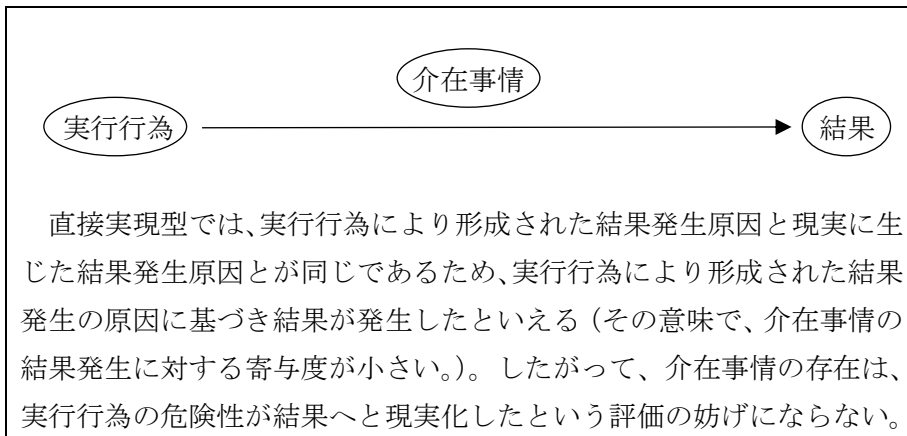 介在事情
実行行為
結果
直接実現型では、実行行為により形成された結果発生原因と現実に生
じた結果発生原因とが同じであるため、実行行為により形成された結果
発生の原因に基づき結果が発生したといえる(その意味で、介在事情の
結果発生に対する寄与度が小さい。)。したがって、介在事情の存在は、
実行行為の危険性が結果へと現実化したという評価の妨げにならない。